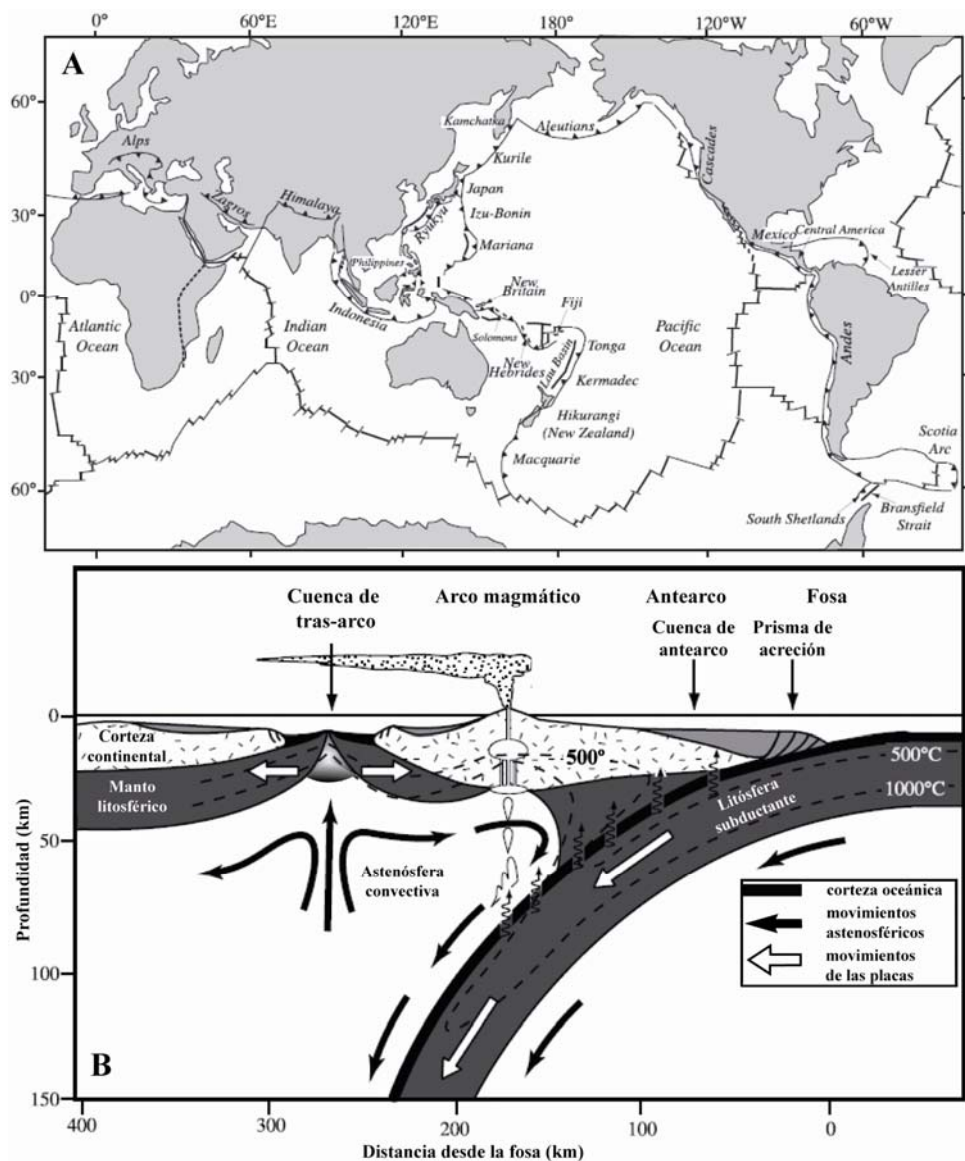 0°
60°E
120°E
180°
120°W
60°W
A
60°
30°
0°
30°
60°
Alps
Zagros
Himalaya
Kamchatka
Aleutians
Kurile
Japan
Ryukyu
Izu-Bonin
Mariana
Philippines
Indonesia
New
Britain
Solomons
New
Hebrides
Fiji
Lau Basin
Tonga
Kermadec
Hikurangi
(New Zealand)
Macquarie
Cascades
Mexico
Central America
Lesser
Antilles
Andes
Scotia
Arc
South Shetlands
Bransfield
Strait
Atlantic
Ocean
Indian
Ocean
Pacific
Ocean
Cuenca de
tras-arco
Arco magmático
Antearco
Fosa
Cuenca de
antearco
Prisma de
acreción
Corteza
continental
Manto
litosférico
Astenósfera
convectiva
500°
500°C
1000°C
Litósfera
subductante
corteza oceánica
movimientos
astenosféricos
movimientos
de las placas
B
Profundidad (km)
0
50
100
150
400
300
200
100
0
Distancia desde la fosa (km)